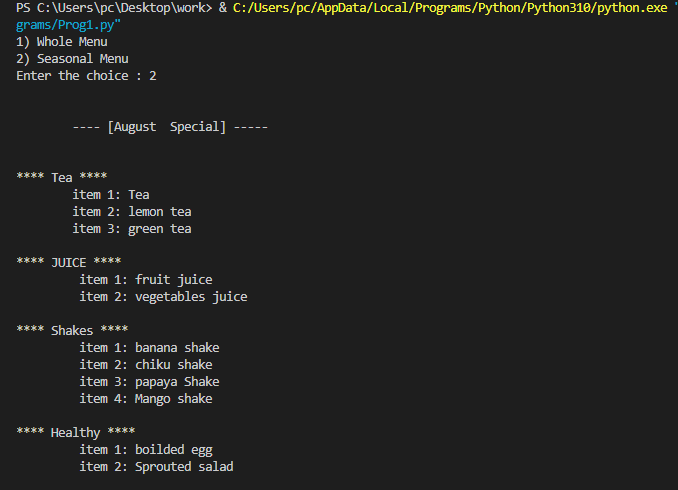 PS C:\Users\pc\Desktop\work> & C:/Users/pc/AppData/Local/Programs/Python/Python310/python.exe "
grams/Prog1.py"
1) Whole Menu
2) Seasonal Menu
Enter the choice : 2
---- [August  Special] -----
**** Tea ****
item 1: Tea
item 2: lemon tea
item 3: green tea
**** JUICE ****
item 1: fruit juice
item 2: vegetables juice
**** Shakes ****
item 1: banana shake
item 2: chiku shake
item 3: papaya Shake
item 4: Mango shake
**** Healthy ****
item 1: boilded egg
item 2: Sprouted salad